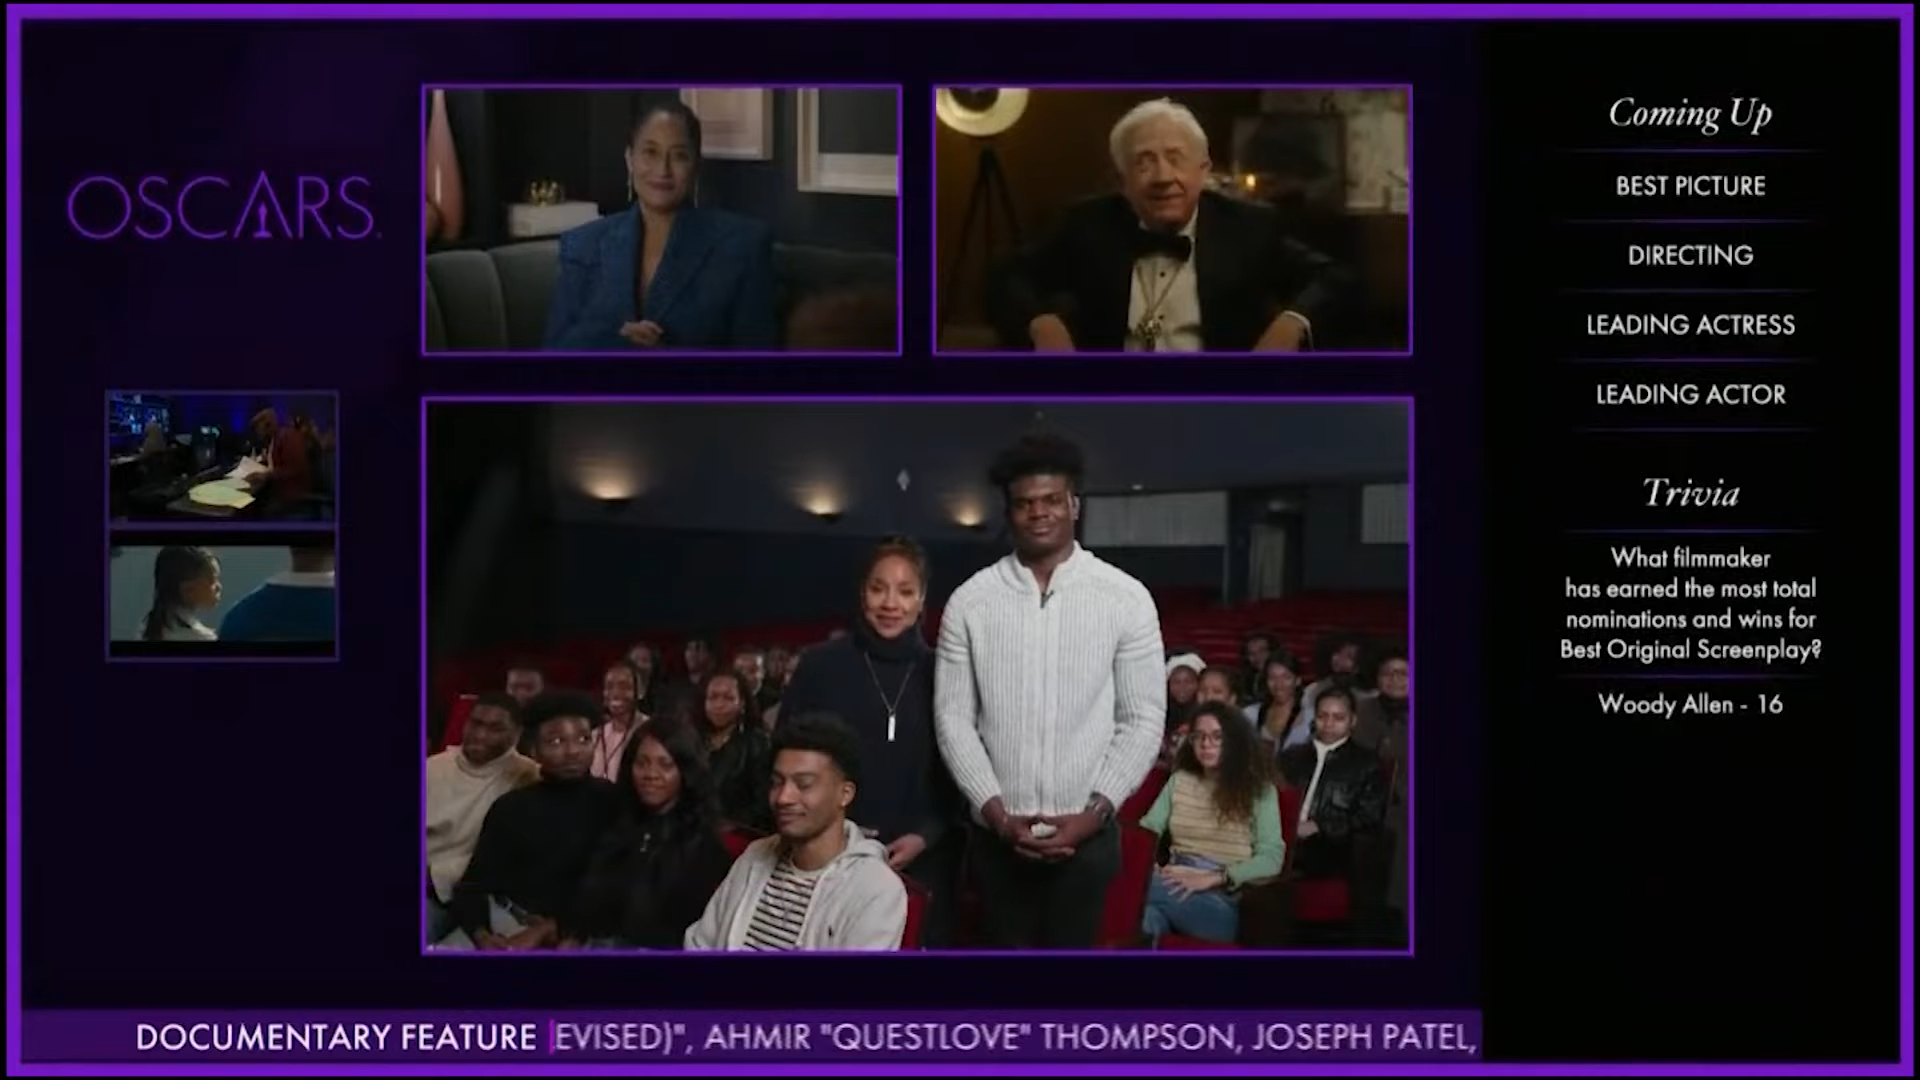 OSCARS.
Coming Up
BEST PICTURE
DIRECTING
LEADING ACTRESS
LEADING ACTOR
Trivia
What filmmaker
has earned the most total
nominations and wins for
Best Original Screenplay?
Woody Allen - 16
DOCUMENTARY FEATURE EVISED)", AHMIR "QUESTLOVE" THOMPSON, JOSEPH PATEL,